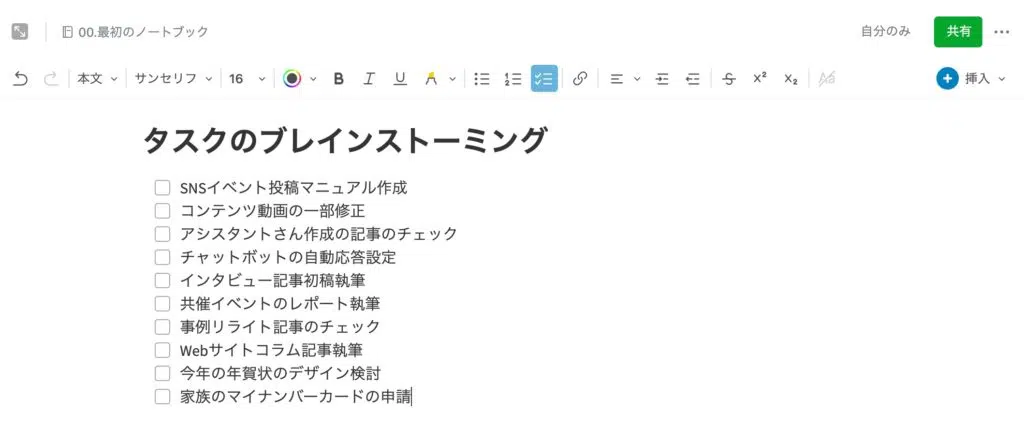 00.最初のノートブック
自分のみ
共有
本文
サンセリフ
16
B
I
U
A
S
X²
X₂
挿入
タスクのブレインストーミング
SNSイベント投稿マニュアル作成
コンテンツ動画の一部修正
アシスタントさん作成の記事のチェック
チャットボットの自動応答設定
インタビュー記事初稿執筆
共催イベントのレポート執筆
事例リライト記事のチェック
Webサイトコラム記事執筆
今年の年賀状のデザイン検討
家族のマイナンバーカードの申請